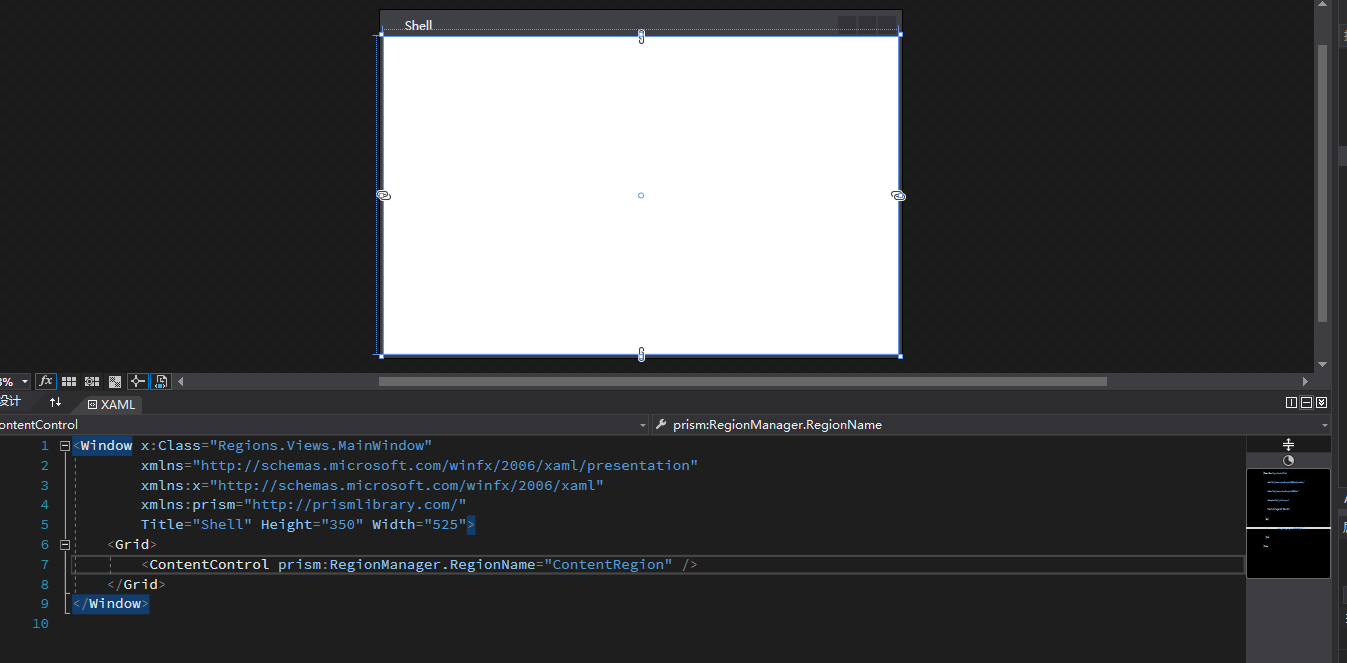 Shell
8%
fx
设计
XAML
ontentControl
prism:RegionManager.RegionName
1 <Window x:Class="Regions.Views.MainWindow"
2 xmlns="http://schemas.microsoft.com/winfx/2006/xaml/presentation"
3 xmlns:x="http://schemas.microsoft.com/winfx/2006/xaml"
4 xmlns:prism="http://prismlibrary.com/"
5 Title="Shell" Height="350" Width="525">
6 <Grid>
7 <ContentControl prism:RegionManager.RegionName="ContentRegion" />
8 </Grid>
9 </Window>
10